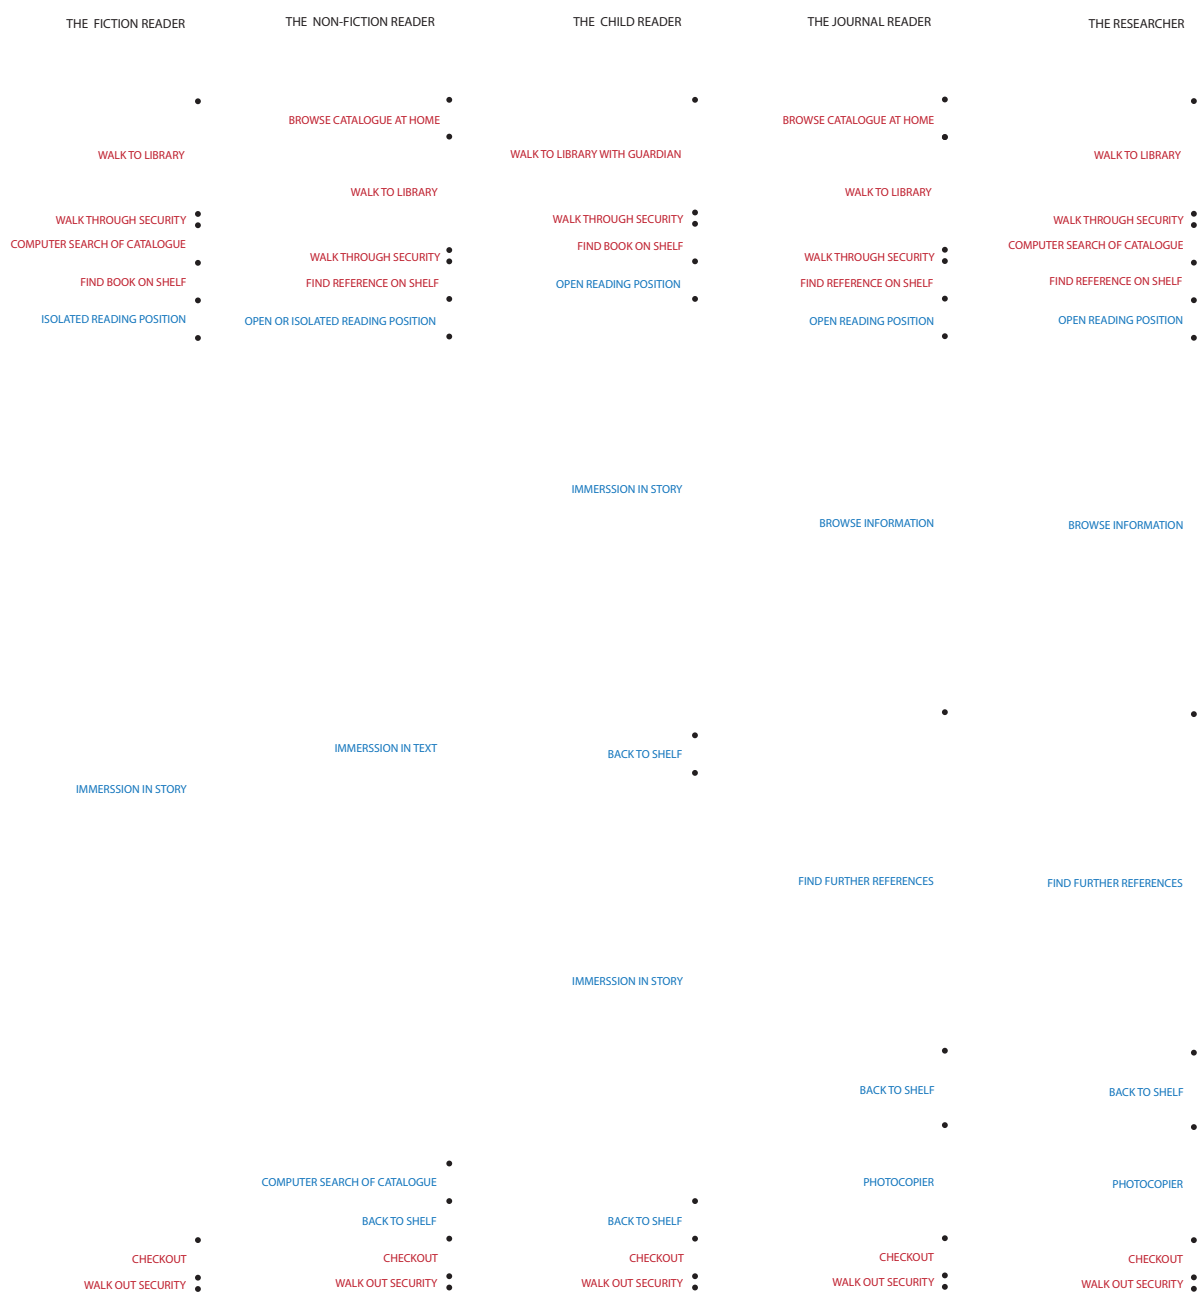 THE FICTION READER
WALK TO LIBRARY
WALK THROUGH SECURITY
COMPUTER SEARCH OF CATALOGUE
FIND BOOK ON SHELF
ISOLATED READING POSITION
IMMERSSION IN STORY
CHECKOUT
WALK OUT SECURITY
THE NON-FICTION READER
BROWSE CATALOGUE AT HOME
WALK TO LIBRARY
WALK THROUGH SECURITY
FIND REFERENCE ON SHELF
OPEN OR ISOLATED READING POSITION
IMMERSSION IN TEXT
COMPUTER SEARCH OF CATALOGUE
BACK TO SHELF
CHECKOUT
WALK OUT SECURITY
THE CHILD READER
WALK TO LIBRARY WITH GUARDIAN
WALK THROUGH SECURITY
FIND BOOK ON SHELF
OPEN READING POSITION
IMMERSSION IN STORY
BACK TO SHELF
IMMERSSION IN STORY
BACK TO SHELF
CHECKOUT
WALK OUT SECURITY
THE JOURNAL READER
BROWSE CATALOGUE AT HOME
WALK TO LIBRARY
WALK THROUGH SECURITY
FIND REFERENCE ON SHELF
OPEN READING POSITION
BROWSE INFORMATION
FIND FURTHER REFERENCES
BACK TO SHELF
PHOTOCOPIER
CHECKOUT
WALK OUT SECURITY
THE RESEARCHER
WALK TO LIBRARY
WALK THROUGH SECURITY
COMPUTER SEARCH OF CATALOGUE
FIND REFERENCE ON SHELF
OPEN READING POSITION
BROWSE INFORMATION
FIND FURTHER REFERENCES
BACK TO SHELF
PHOTOCOPIER
CHECKOUT
WALK OUT SECURITY